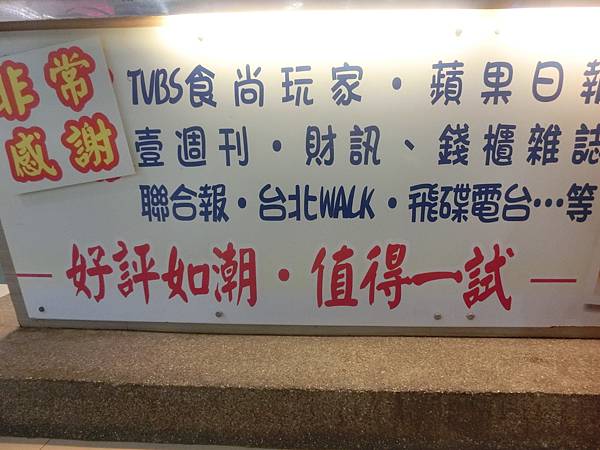 非常
感謝
TVBS食尚玩家・蘋果日報
壹週刊・財訊、錢櫃雜誌
聯合報・台北WALK・飛碟電台…等
好評如潮・值得一試